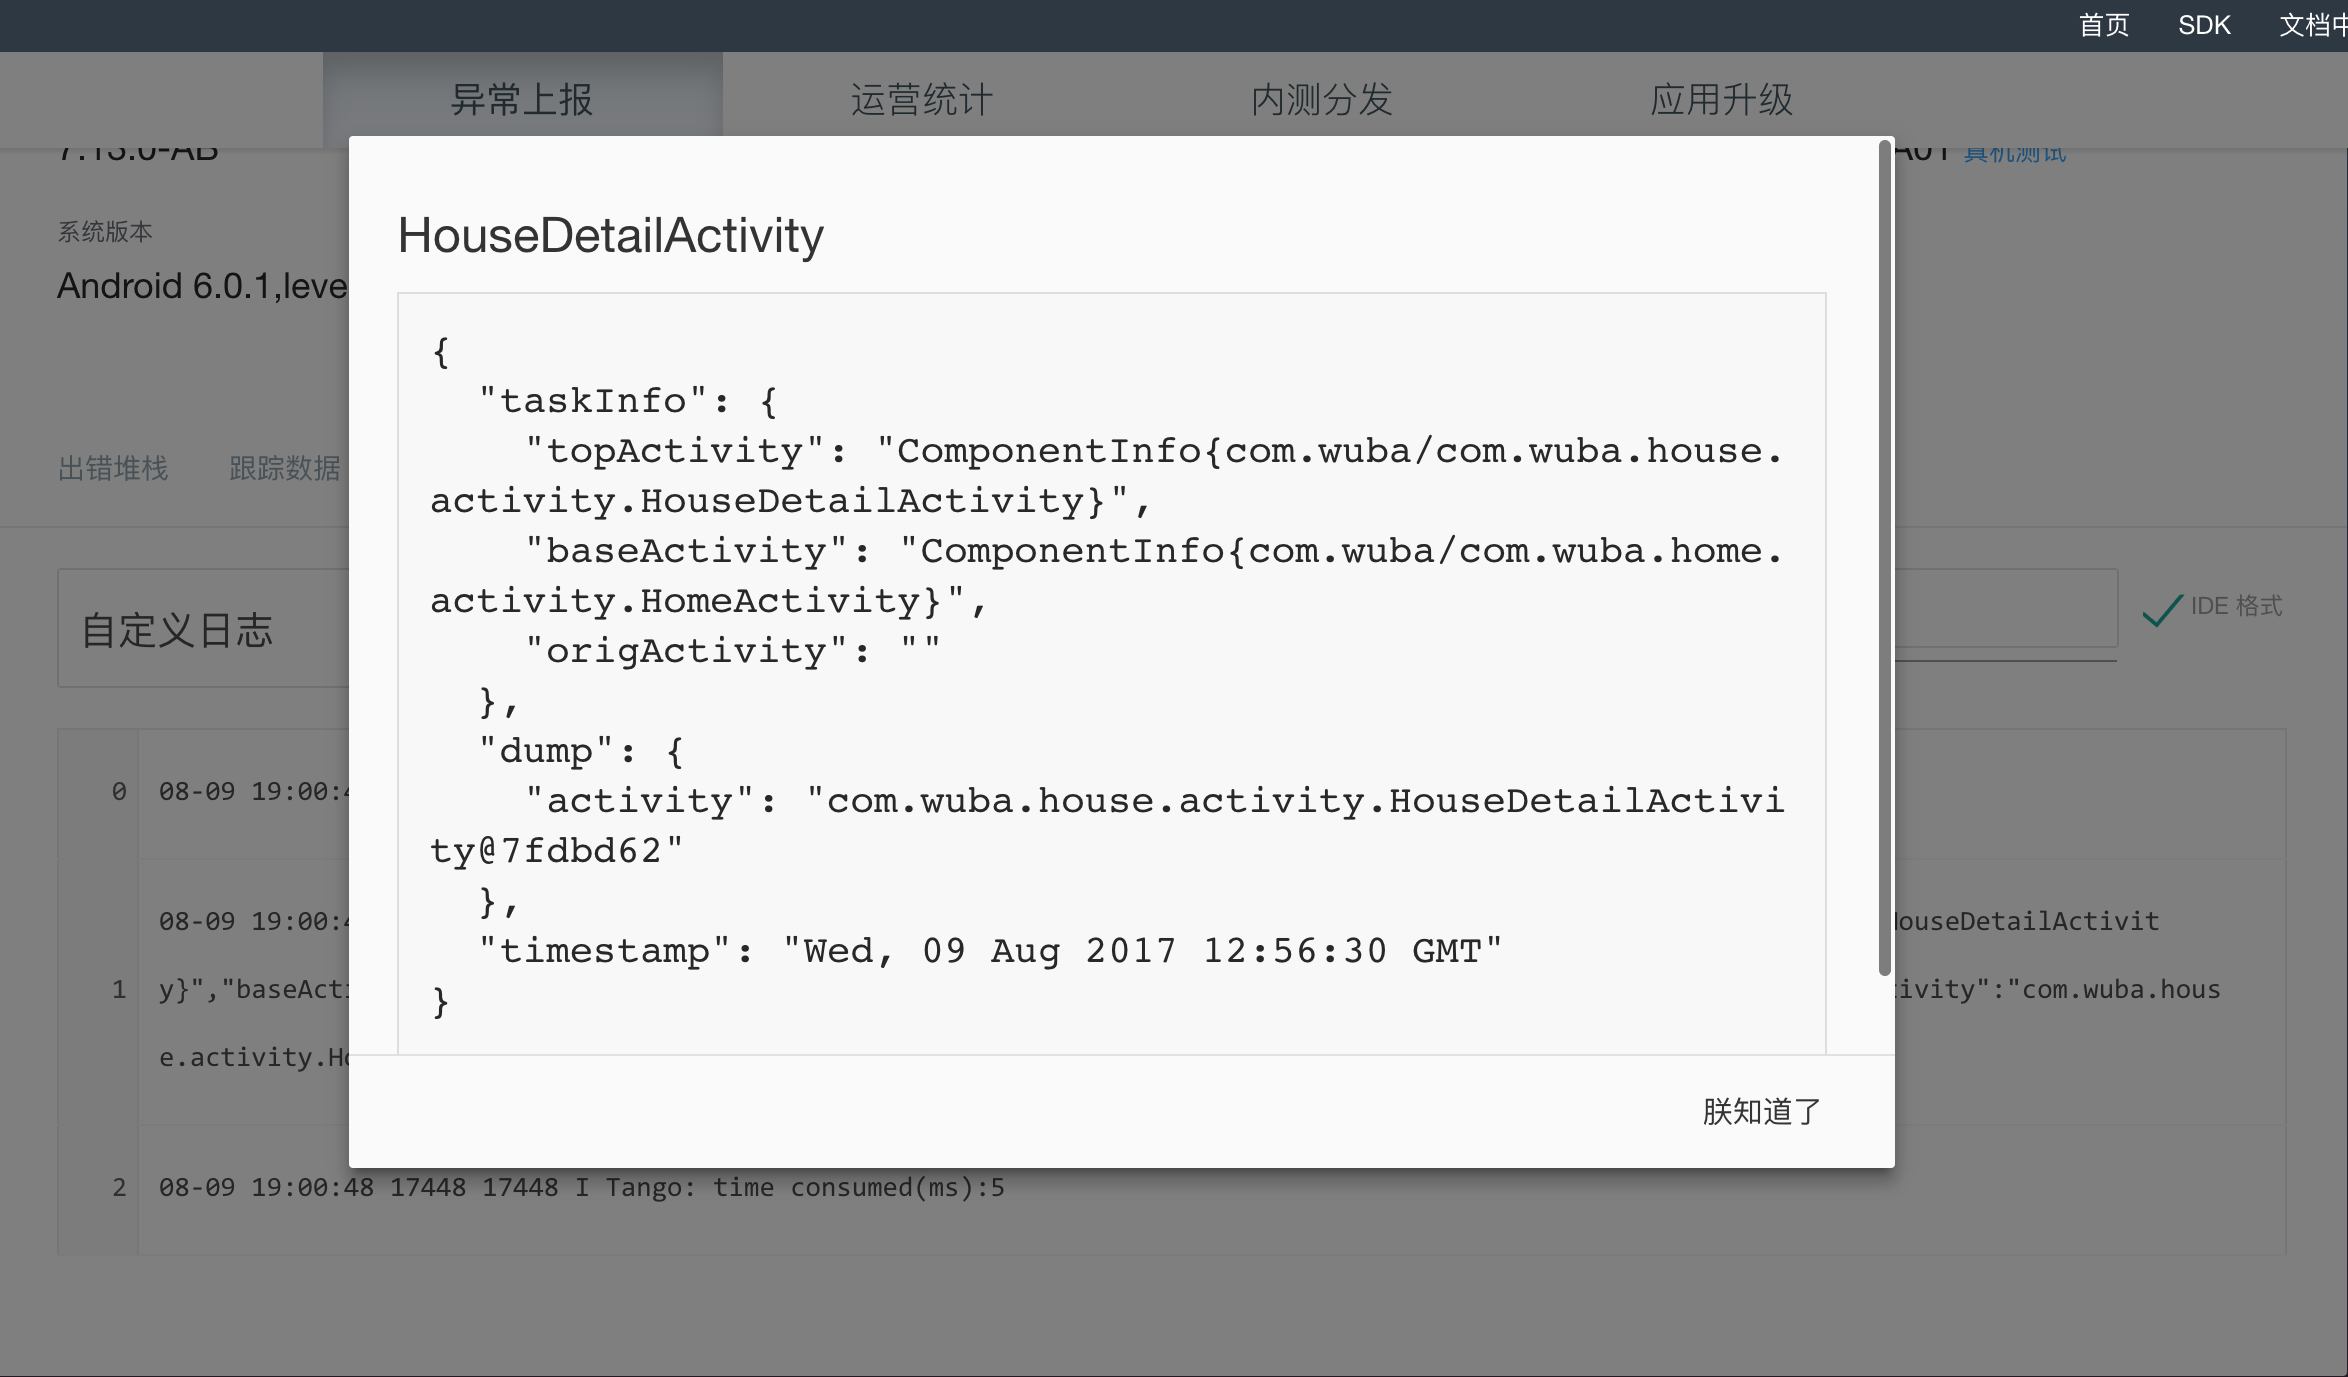 首页 SDK
异常上报 运营统计 内测分发 应用升级
7.13.0-AB
真机测试
系统版本
Android 6.0.1,leve
出错堆栈 跟踪数据
自定义日志
IDE 格式
0 08-09 19:00:4
08-09 19:00:4
HouseDetailActivit
1 y}","baseActi
ivity":"com.wuba.hous
e.activity.Ho
2 08-09 19:00:48 17448 17448 I Tango: time consumed(ms):5
HouseDetailActivity
{
"taskInfo": {
"topActivity": "ComponentInfo{com.wuba/com.wuba.house.
activity.HouseDetailActivity}",
"baseActivity": "ComponentInfo{com.wuba/com.wuba.home.
activity.HomeActivity}",
"origActivity": ""
},
"dump": {
"activity": "com.wuba.house.activity.HouseDetailActivi
ty@7fdbd62"
},
"timestamp": "Wed, 09 Aug 2017 12:56:30 GMT"
}
朕知道了